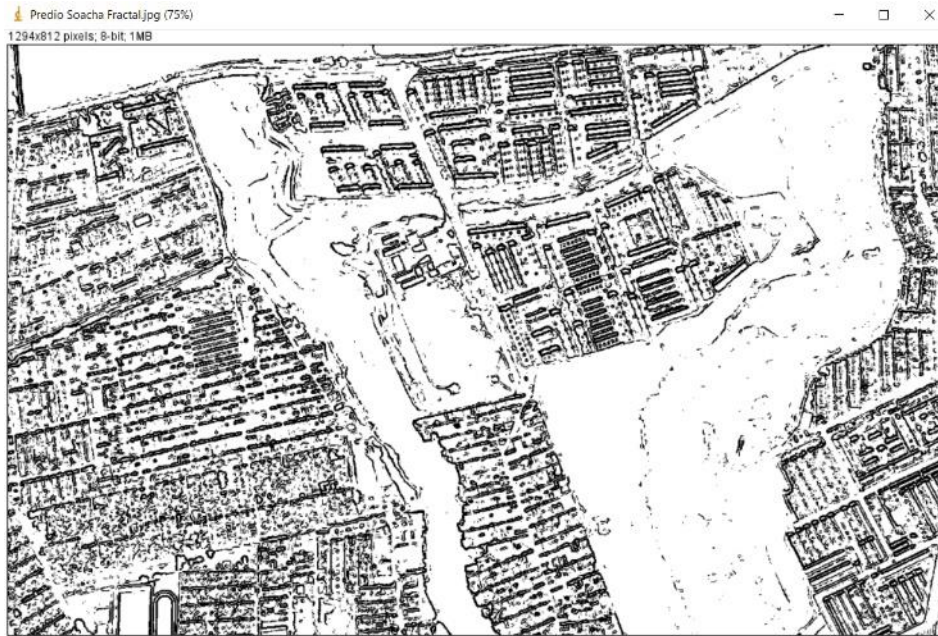 Predio Soacha Fractal.jpg (75%)
1294x812 pixels; 8-bit; 1MB